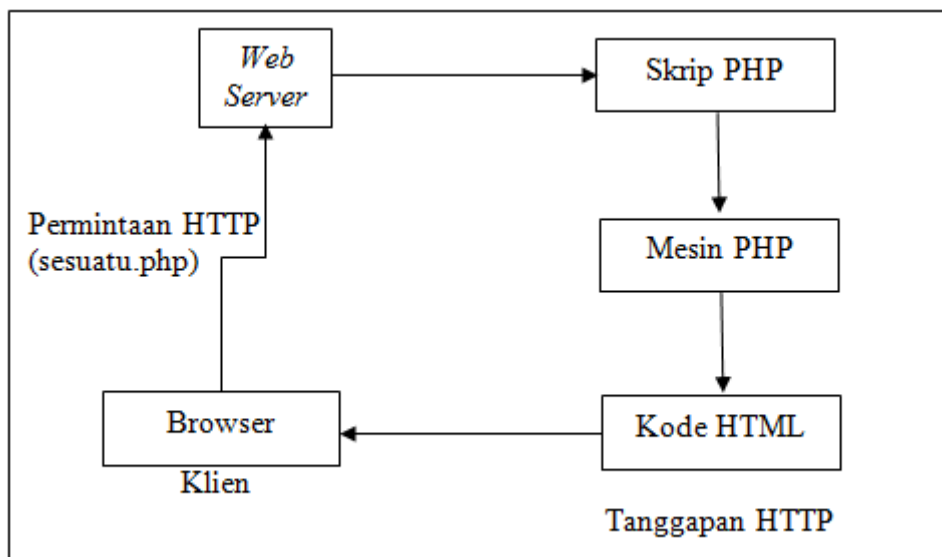 Web
Server
Skrip PHP
Permintaan HTTP
(sesuatu.php)
Mesin PHP
Browser
Klien
Kode HTML
Tanggapan HTTP